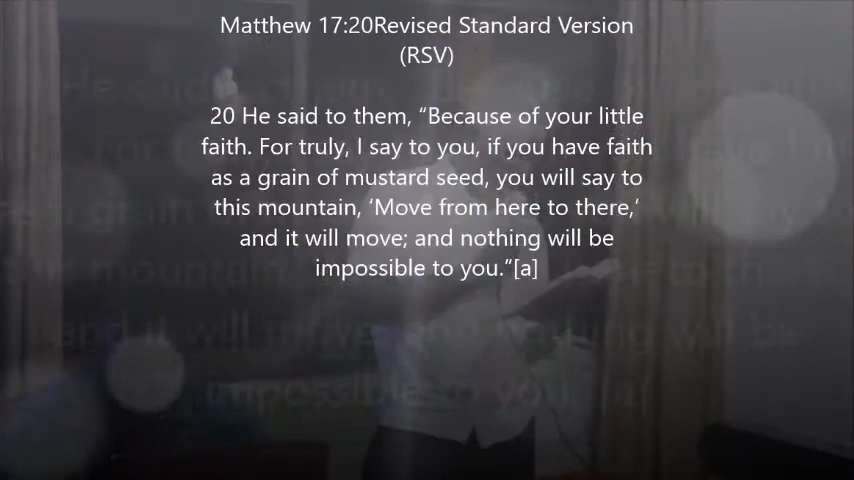 Matthew 17:20Revised Standard Version
(RSV)
20 He said to them, “Because of your little
faith. For truly, I say to you, if you have faith
as a grain of mustard seed, you will say to
this mountain, ‘Move from here to there,’
and it will move; and nothing will be
impossible to you.”[a]